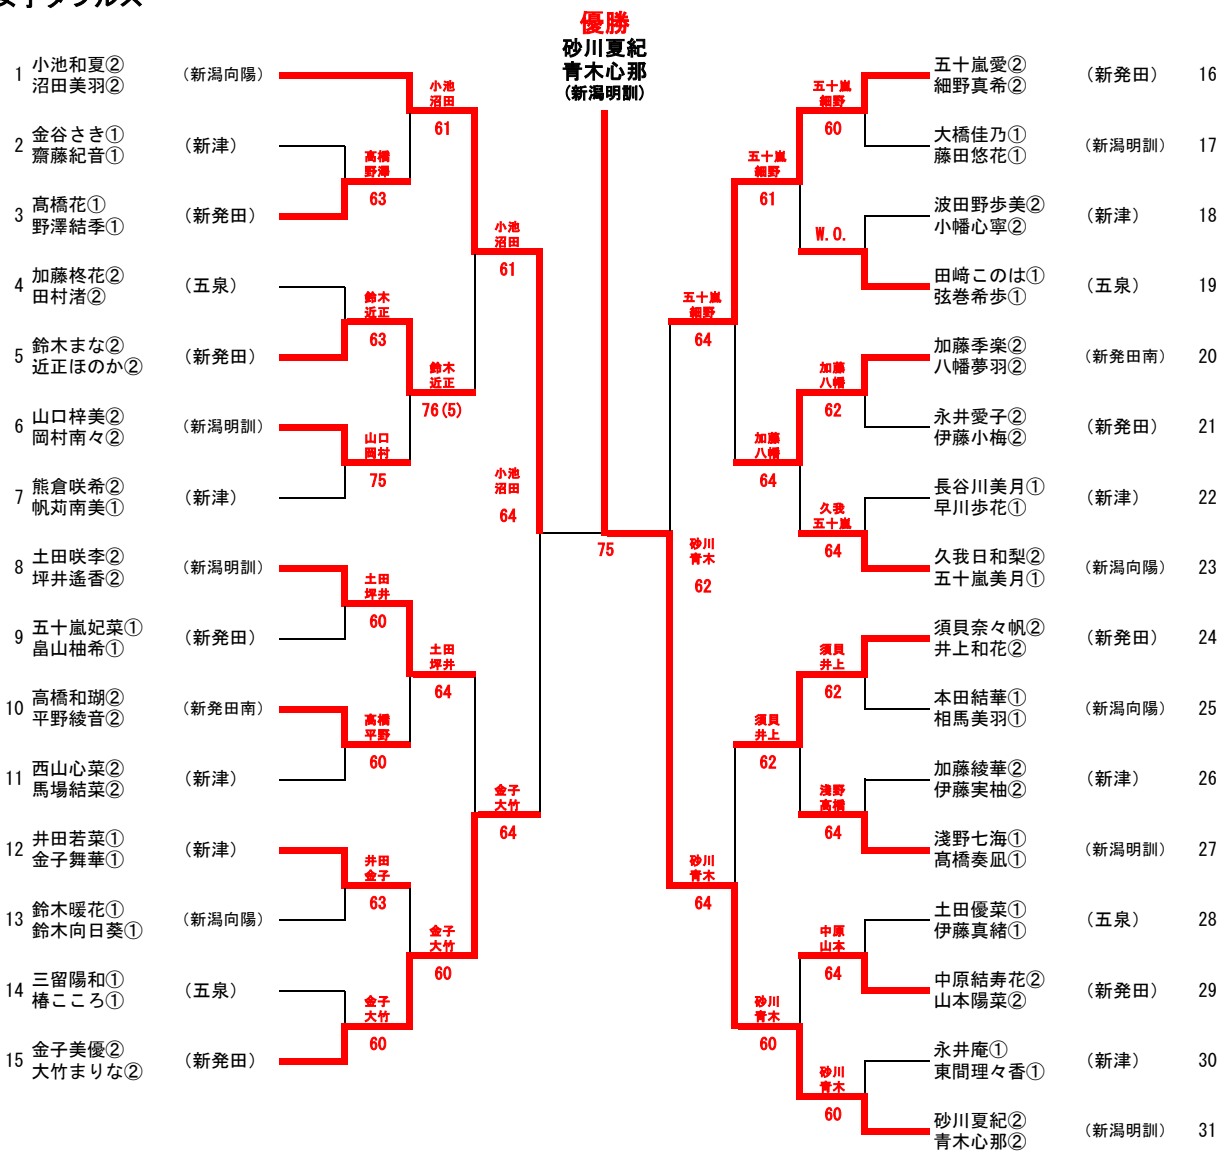 優勝
砂川夏紀
青木心那
(新潟明訓)
1 小池和夏② 沼田美羽② (新潟向陽)
2 金谷さき① 齋藤紀音① (新津)
3 髙橋花① 野澤結季① (新発田)
4 加藤柊花② 田村渚② (五泉)
5 鈴木まな② 近正ほのか② (新発田)
6 山口梓美② 岡村南々② (新潟明訓)
7 熊倉咲希② 帆苅南美① (新津)
8 土田咲李② 坪井遙香② (新潟明訓)
9 五十嵐妃菜① 畠山柚希① (新発田)
10 高橋和瑚② 平野綾音② (新発田南)
11 西山心菜② 馬場結菜② (新津)
12 井田若菜① 金子舞華① (新津)
13 鈴木暖花① 鈴木向日葵① (新潟向陽)
14 三留陽和① 椿こころ① (五泉)
15 金子美優② 大竹まりな② (新発田)
高橋 野澤 63
鈴木 近正 63
山口 岡村 75
土田 坪井 60
高橋 平野 60
井田 金子 63
金子 大竹 60
小池 沼田 61
鈴木 近正 76(5)
土田 坪井 64
金子 大竹 60
小池 沼田 61
金子 大竹 64
小池 沼田 64
75
砂川 青木 62
五十嵐 細野 64
砂川 青木 64
五十嵐 細野 61
加藤 八幡 64
須貝 井上 62
砂川 青木 60
五十嵐 細野 60
W.O.
加藤 八幡 62
久我 五十嵐 64
須貝 井上 62
淺野 高橋 64
中原 山本 64
砂川 青木 60
五十嵐愛② 細野真希② (新発田) 16
大橋佳乃① 藤田悠花① (新潟明訓) 17
波田野歩美② 小幡心寧② (新津) 18
田﨑このは① 弦巻希歩① (五泉) 19
加藤季楽② 八幡夢羽② (新発田南) 20
永井愛子② 伊藤小梅② (新発田) 21
長谷川美月① 早川歩花① (新津) 22
久我日和梨② 五十嵐美月① (新潟向陽) 23
須貝奈々帆② 井上和花② (新発田) 24
本田結華① 相馬美羽① (新潟向陽) 25
加藤綾華② 伊藤実柚② (新津) 26
淺野七海① 髙橋奏凪① (新潟明訓) 27
土田優菜① 伊藤真緒① (五泉) 28
中原結寿花② 山本陽菜② (新発田) 29
永井庵① 東間理々香① (新津) 30
砂川夏紀② 青木心那② (新潟明訓) 31